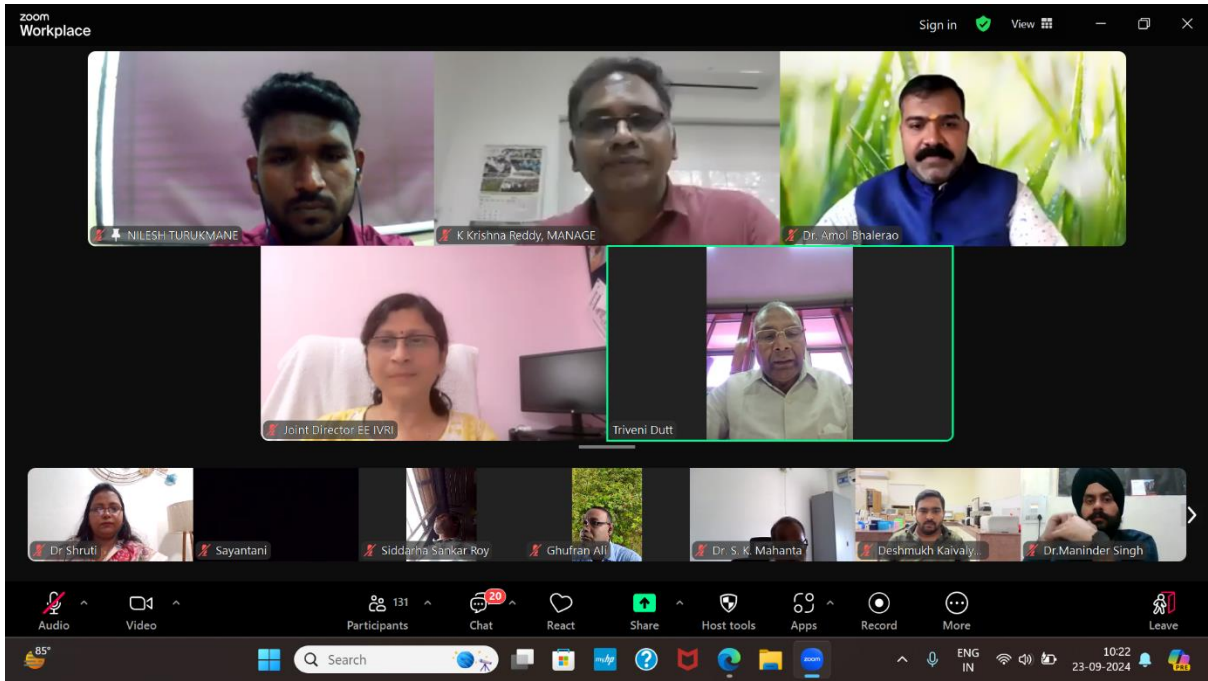 zoom
Workplace
Sign in
View
NILESH TURUKMANE
K Krishna Reddy, MANAGE
Dr. Amol Bhalerao
Joint Director EE IVRI
Triveni Dutt
Dr Shruti
Sayantani
Siddarha Sankar Roy
Ghufran Ali
Dr. S. K. Mahanta
Deshmukh Kaivaly...
Dr.Maninder Singh
131
20
Audio
Video
Participants
Chat
React
Share
Host tools
Apps
Record
More
Leave
85°
Search
myhp
zoom
ENG
IN
10:22
23-09-2024
PRE